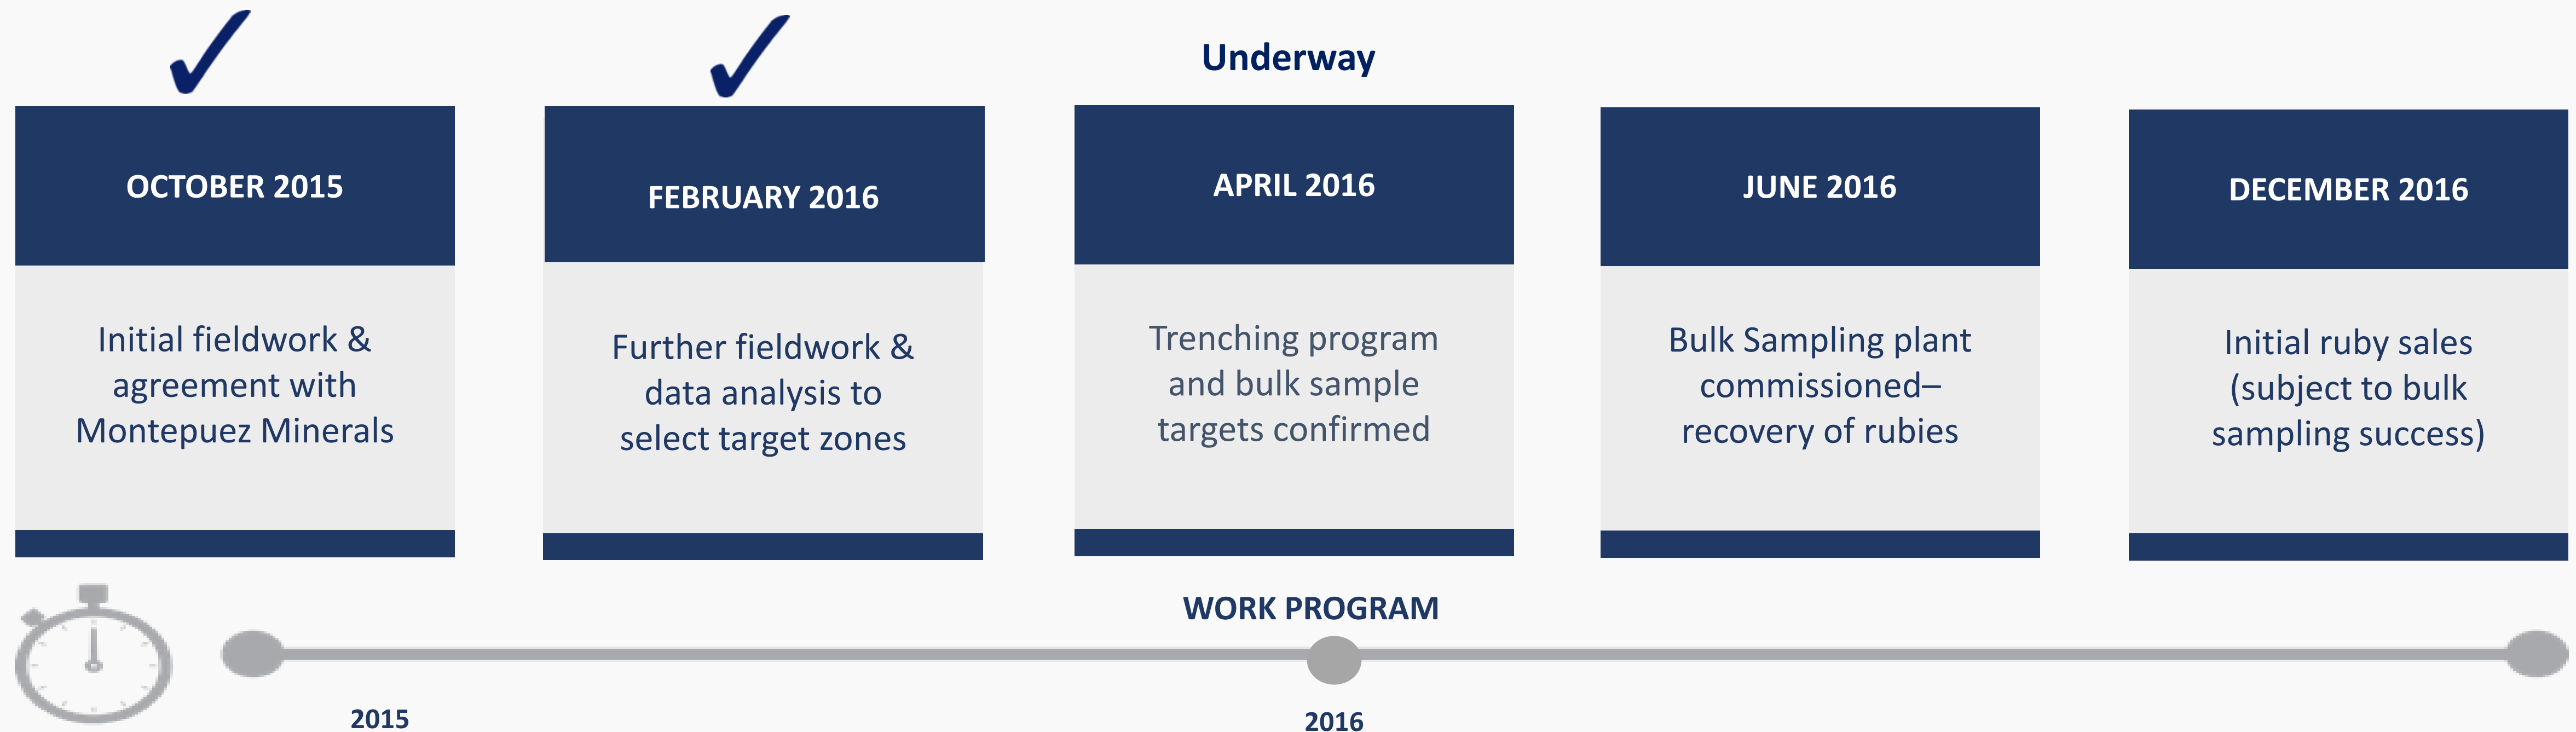 Underway
OCTOBER 2015
Initial fieldwork &
agreement with
Montepuez Minerals
FEBRUARY 2016
Further fieldwork &
data analysis to
select target zones
APRIL 2016
Trenching program
and bulk sample
targets confirmed
JUNE 2016
Bulk Sampling plant
commissioned–
recovery of rubies
DECEMBER 2016
Initial ruby sales
(subject to bulk
sampling success)
WORK PROGRAM
2015
2016